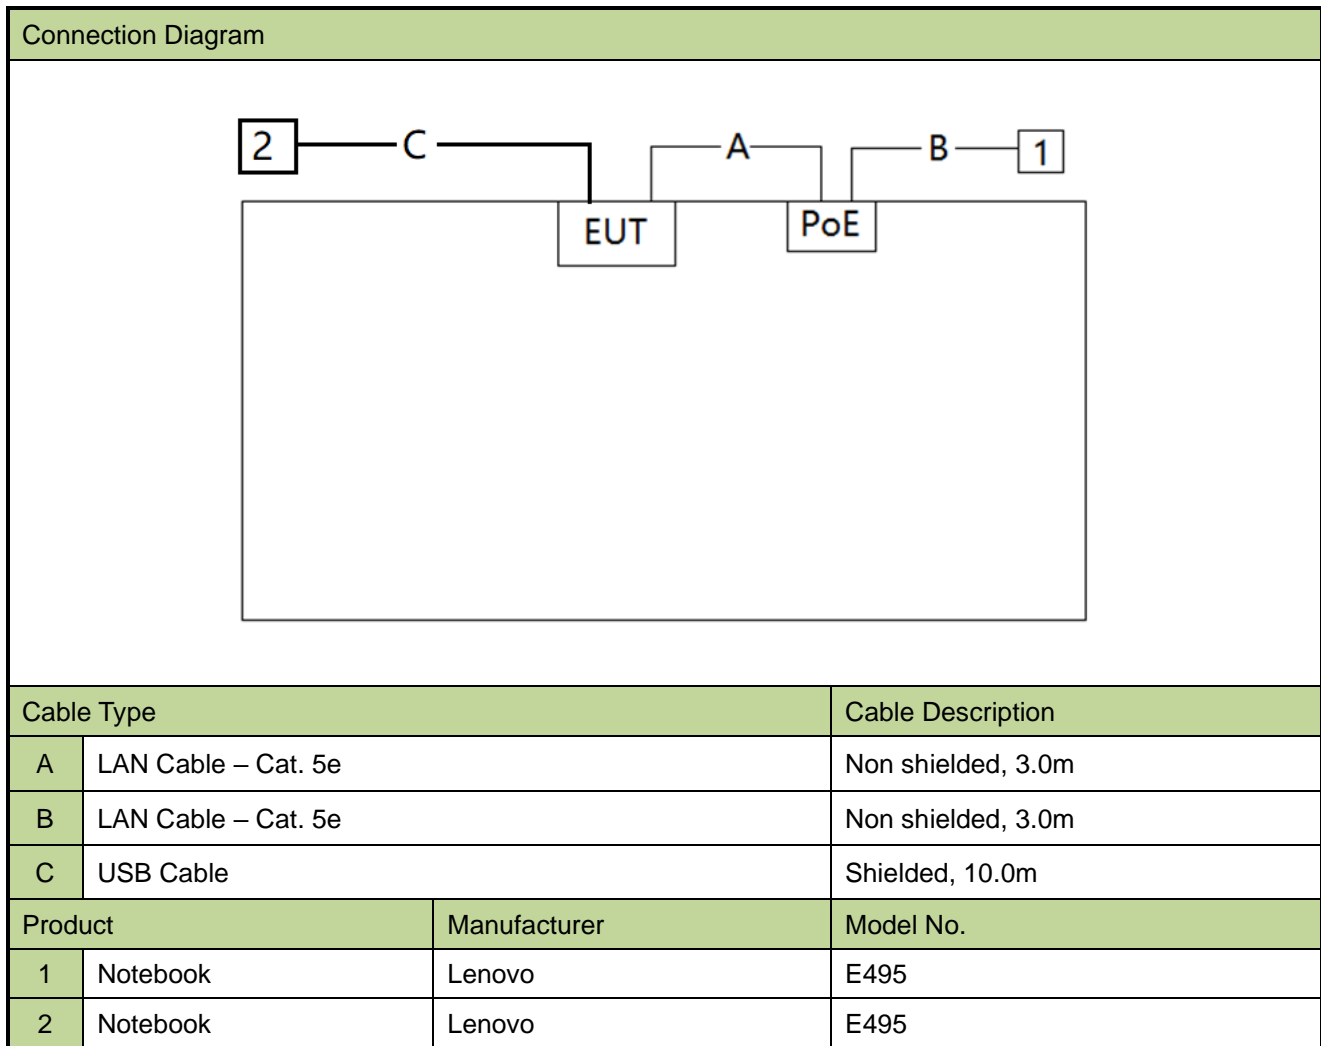 Connection Diagram
2 C A B 1
EUT PoE
Cable Type Cable Description
A LAN Cable – Cat. 5e Non shielded, 3.0m
B LAN Cable – Cat. 5e Non shielded, 3.0m
C USB Cable Shielded, 10.0m
Product Manufacturer Model No.
1 Notebook Lenovo E495
2 Notebook Lenovo E495